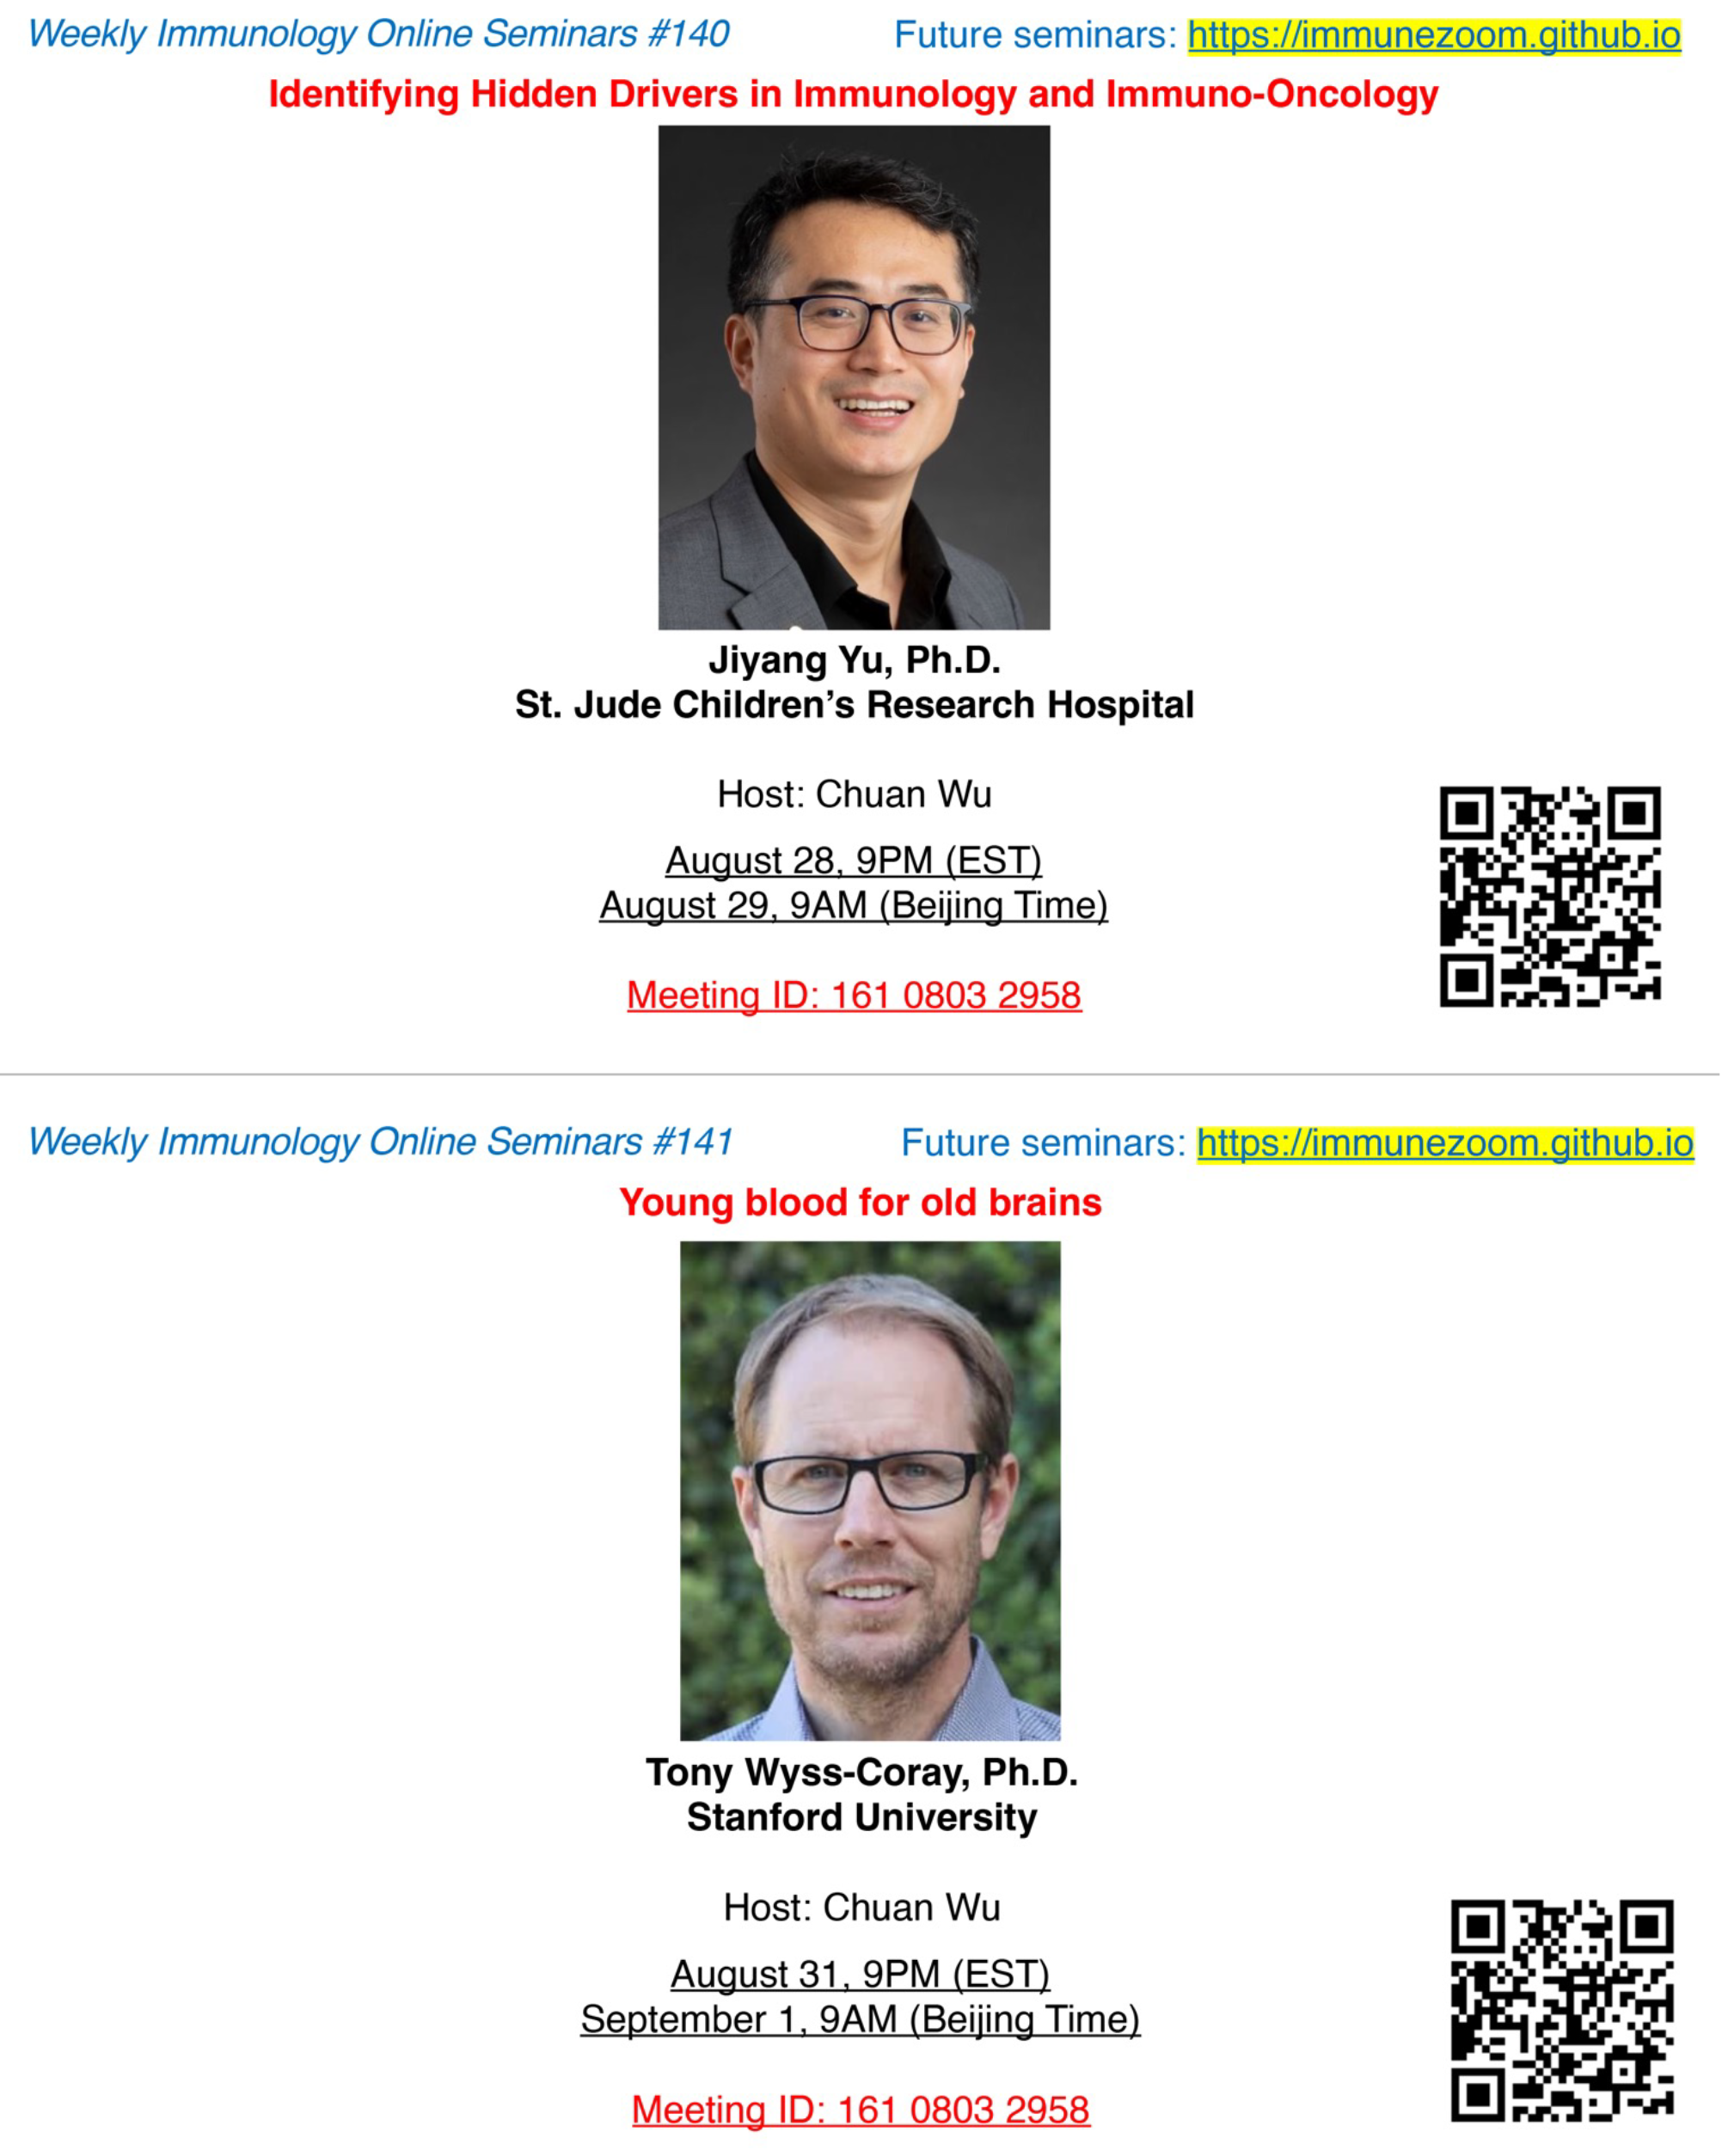 Weekly Immunology Online Seminars #140
Future seminars: https://immunezoom.github.io
Identifying Hidden Drivers in Immunology and Immuno-Oncology
Jiyang Yu, Ph.D.
St. Jude Children’s Research Hospital
Host: Chuan Wu
August 28, 9PM (EST)
August 29, 9AM (Beijing Time)
Meeting ID: 161 0803 2958
Weekly Immunology Online Seminars #141
Future seminars: https://immunezoom.github.io
Young blood for old brains
Tony Wyss-Coray, Ph.D.
Stanford University
Host: Chuan Wu
August 31, 9PM (EST)
September 1, 9AM (Beijing Time)
Meeting ID: 161 0803 2958